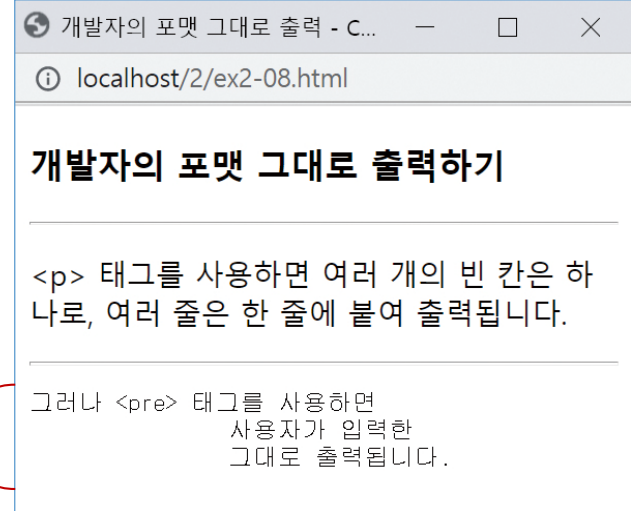 개발자의 포맷 그대로 출력 - C...
localhost/2/ex2-08.html
개발자의 포맷 그대로 출력하기
<p> 태그를 사용하면 여러 개의 빈 칸은 하
나로, 여러 줄은 한 줄에 붙여 출력됩니다.
그러나 <pre> 태그를 사용하면
사용자가 입력한
그대로 출력됩니다.